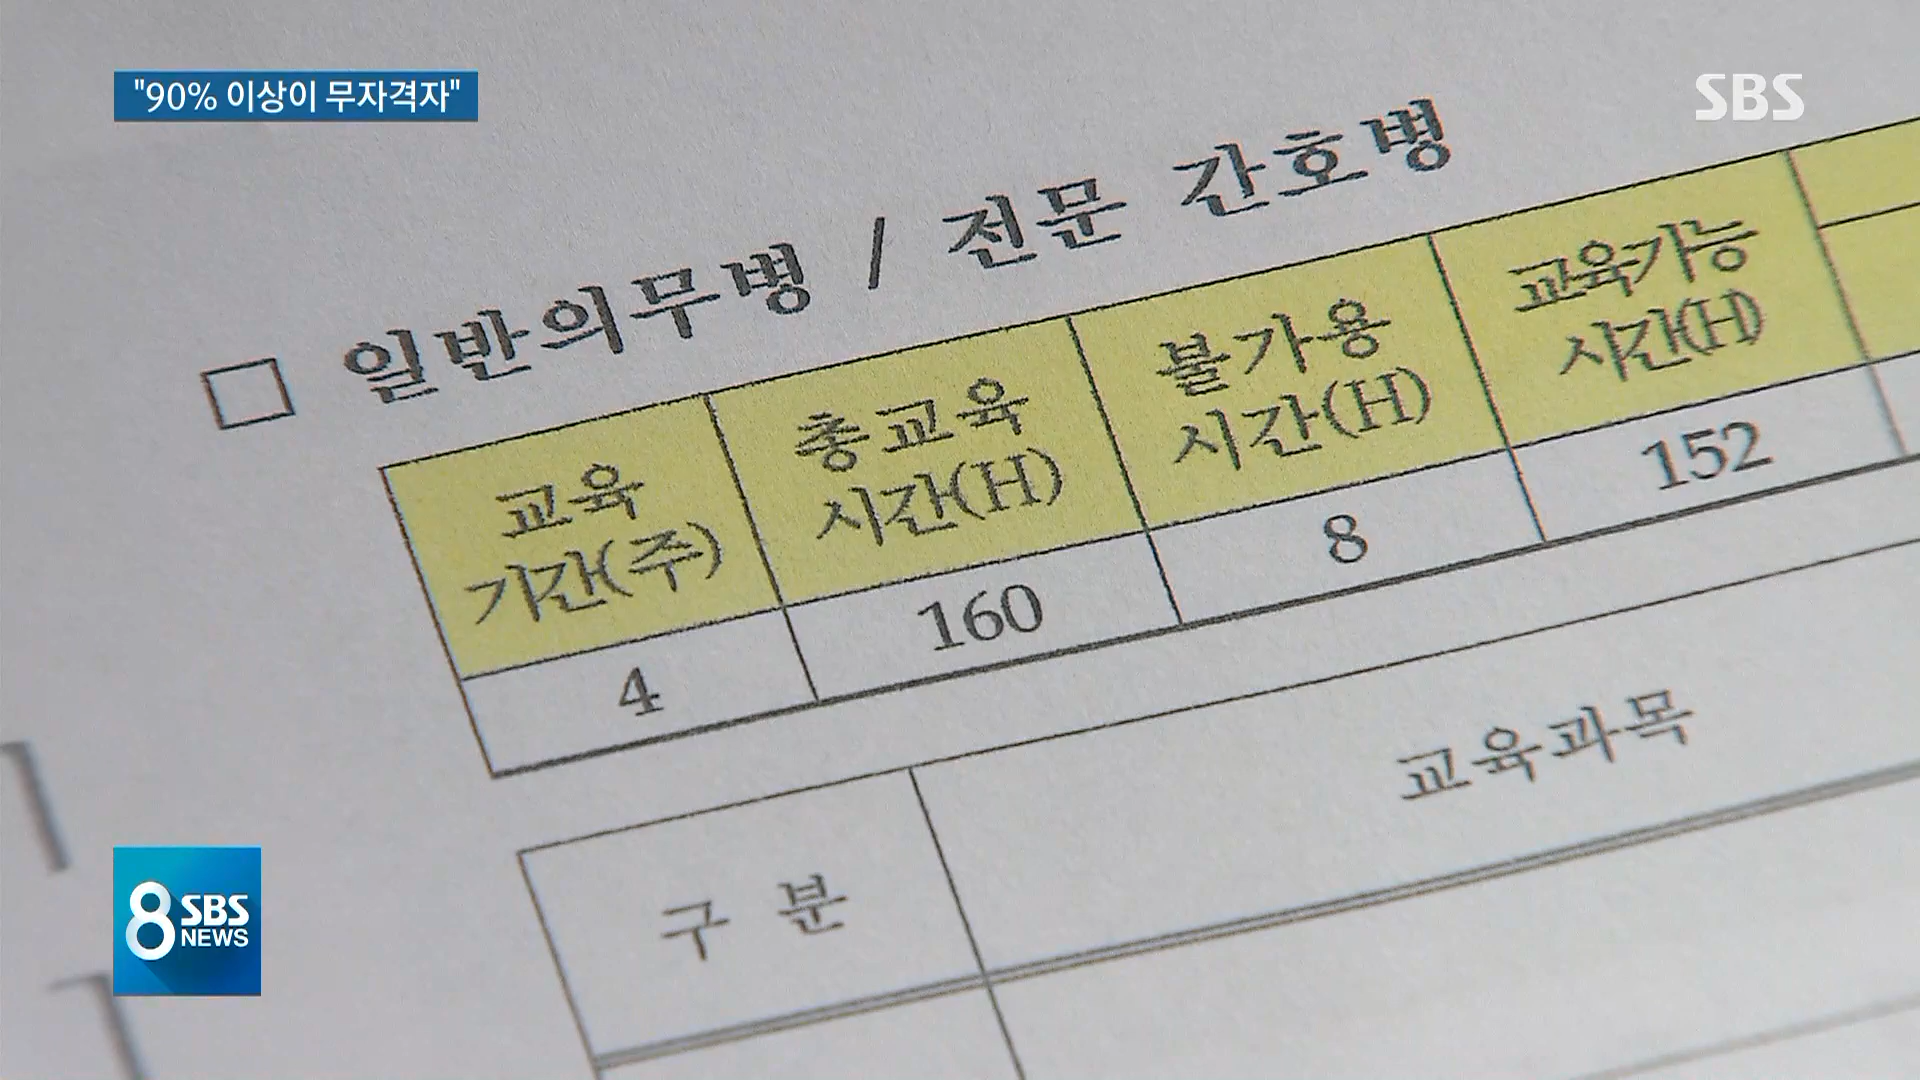 "90% 이상이 무자격자"
SBS
□ 일반의무병 / 전문 간호병
교육 기간(주)
총교육 시간(H)
불가용 시간(H)
교육가능 시간(H)
4
160
8
152
구 분
교육과목
8 SBS NEWS